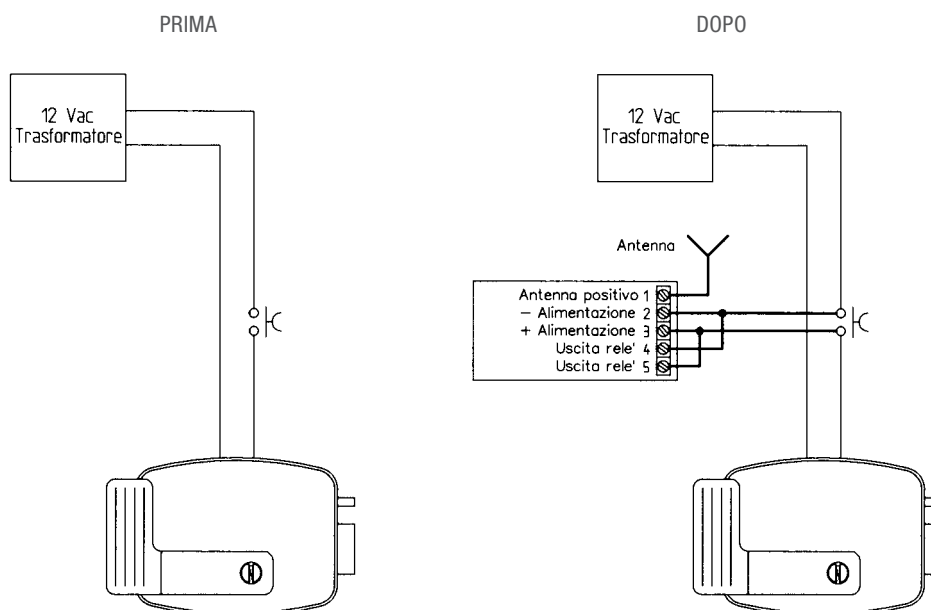 PRIMA
12 Vac
Trasformatore
DOPO
12 Vac
Trasformatore
Antenna
Antenna positivo 1
− Alimentazione 2
+ Alimentazione 3
Uscita rele' 4
Uscita rele' 5